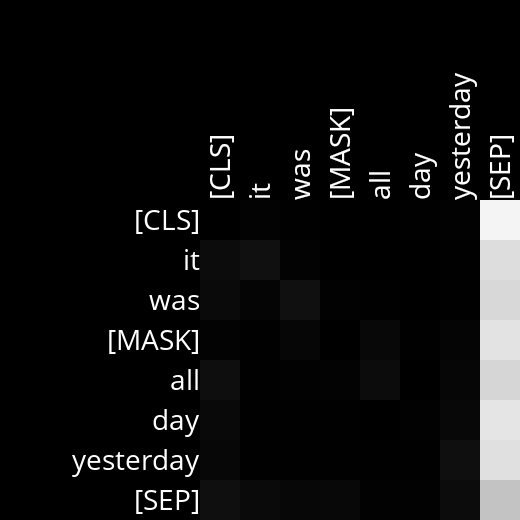 [CLS] it was [MASK] all day yesterday [SEP]
[CLS]
it
was
[MASK]
all
day
yesterday
[SEP]